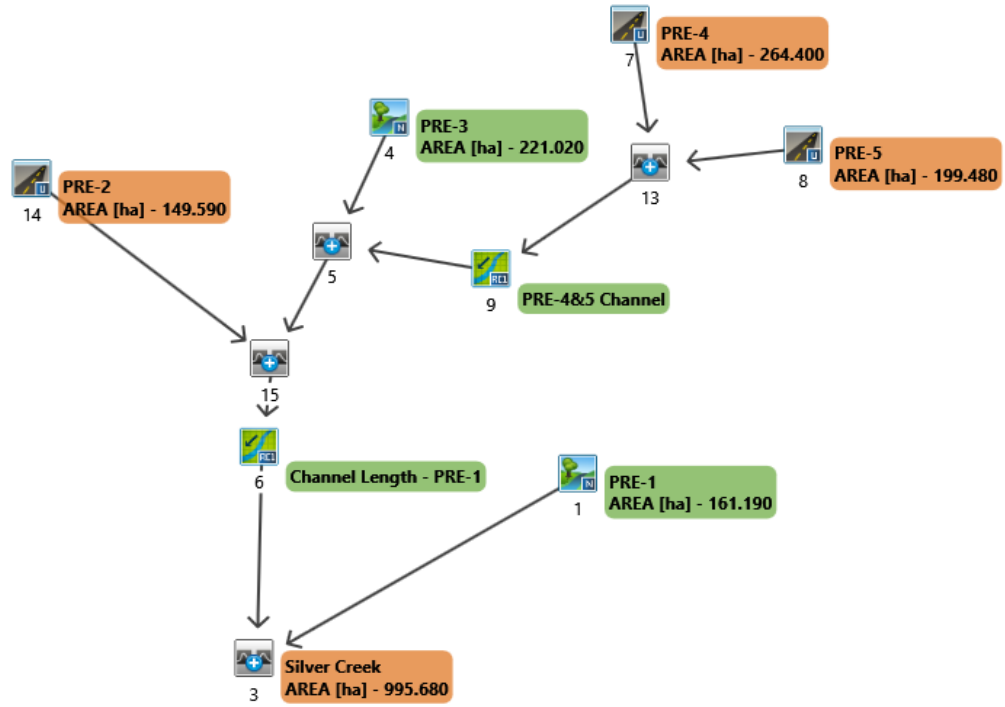 PRE-4
AREA [ha] - 264.400
U
7
PRE-3
AREA [ha] - 221.020
N
4
PRE-5
AREA [ha] - 199.480
U
8
13
PRE-2
AREA [ha] - 149.590
U
14
5
RC1
9
PRE-4&5 Channel
15
RC1
6
Channel Length - PRE-1
PRE-1
AREA [ha] - 161.190
N
1
Silver Creek
AREA [ha] - 995.680
3